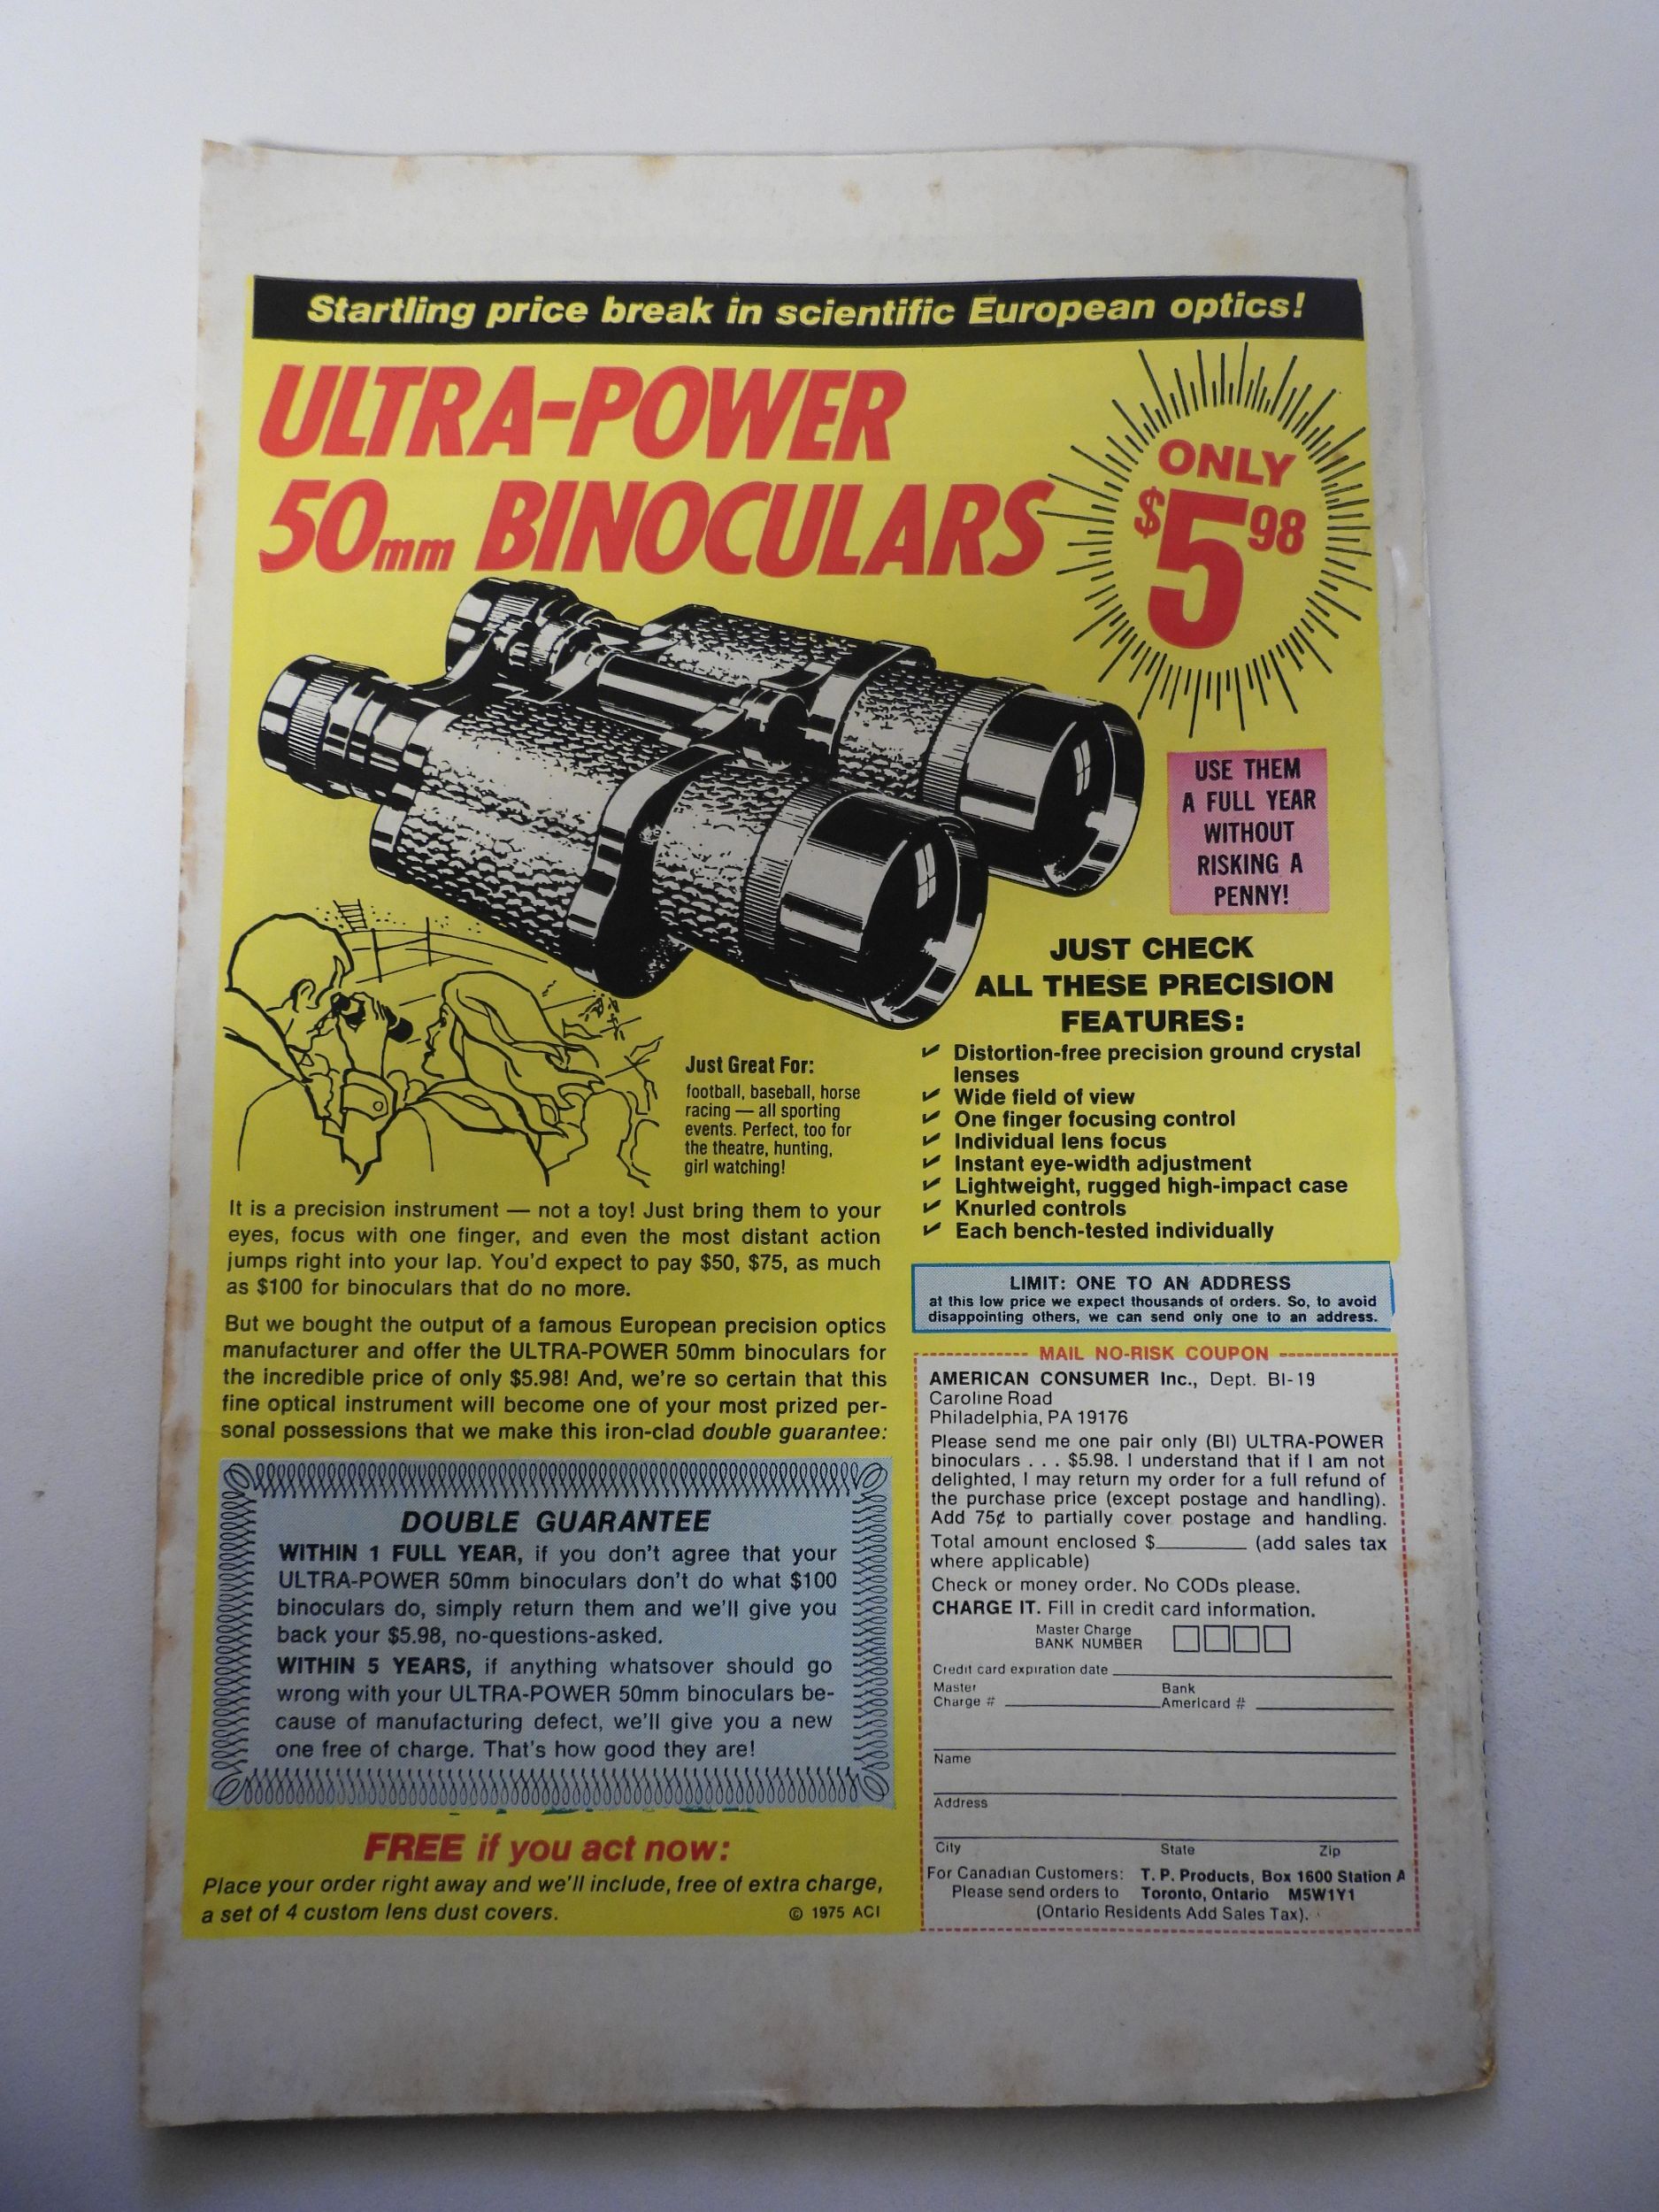 Startling price break in scientific European optics!
ULTRA-POWER
50mm BINOCULARS
ONLY
$5.98
USE THEM
A FULL YEAR
WITHOUT
RISKING A
PENNY!
JUST CHECK
ALL THESE PRECISION
FEATURES:
✔ Distortion-free precision ground crystal
lenses
✔ Wide field of view
✔ One finger focusing control
✔ Individual lens focus
✔ Instant eye-width adjustment
✔ Lightweight, rugged high-impact case
✔ Knurled controls
✔ Each bench-tested individually
Just Great For:
football, baseball, horse
racing — all sporting
events. Perfect, too for
the theatre, hunting,
girl watching!
It is a precision instrument — not a toy! Just bring them to your
eyes, focus with one finger, and even the most distant action
jumps right into your lap. You'd expect to pay $50, $75, as much
as $100 for binoculars that do no more.
But we bought the output of a famous European precision optics
manufacturer and offer the ULTRA-POWER 50mm binoculars for
the incredible price of only $5.98! And, we're so certain that this
fine optical instrument will become one of your most prized per-
sonal possessions that we make this iron-clad double guarantee:
DOUBLE GUARANTEE
WITHIN 1 FULL YEAR, if you don't agree that your
ULTRA-POWER 50mm binoculars don't do what $100
binoculars do, simply return them and we'll give you
back your $5.98, no-questions-asked.
WITHIN 5 YEARS, if anything whatsover should go
wrong with your ULTRA-POWER 50mm binoculars be-
cause of manufacturing defect, we'll give you a new
one free of charge. That's how good they are!
FREE if you act now:
Place your order right away and we'll include, free of extra charge,
a set of 4 custom lens dust covers.
© 1975 ACI
LIMIT: ONE TO AN ADDRESS
at this low price we expect thousands of orders. So, to avoid
disappointing others, we can send only one to an address.
MAIL NO-RISK COUPON
AMERICAN CONSUMER Inc., Dept. BI-19
Caroline Road
Philadelphia, PA 19176
Please send me one pair only (BI) ULTRA-POWER
binoculars . . . $5.98. I understand that if I am not
delighted, I may return my order for a full refund of
the purchase price (except postage and handling).
Add 75¢ to partially cover postage and handling.
Total amount enclosed $________ (add sales tax
where applicable)
Check or money order. No CODs please.
CHARGE IT. Fill in credit card information.
Master Charge
BANK NUMBER
Credit card expiration date
Master Bank
Charge # Americard #
Name
Address
City State Zip
For Canadian Customers: T. P. Products, Box 1600 Station A
Please send orders to Toronto, Ontario M5W1Y1
(Ontario Residents Add Sales Tax).